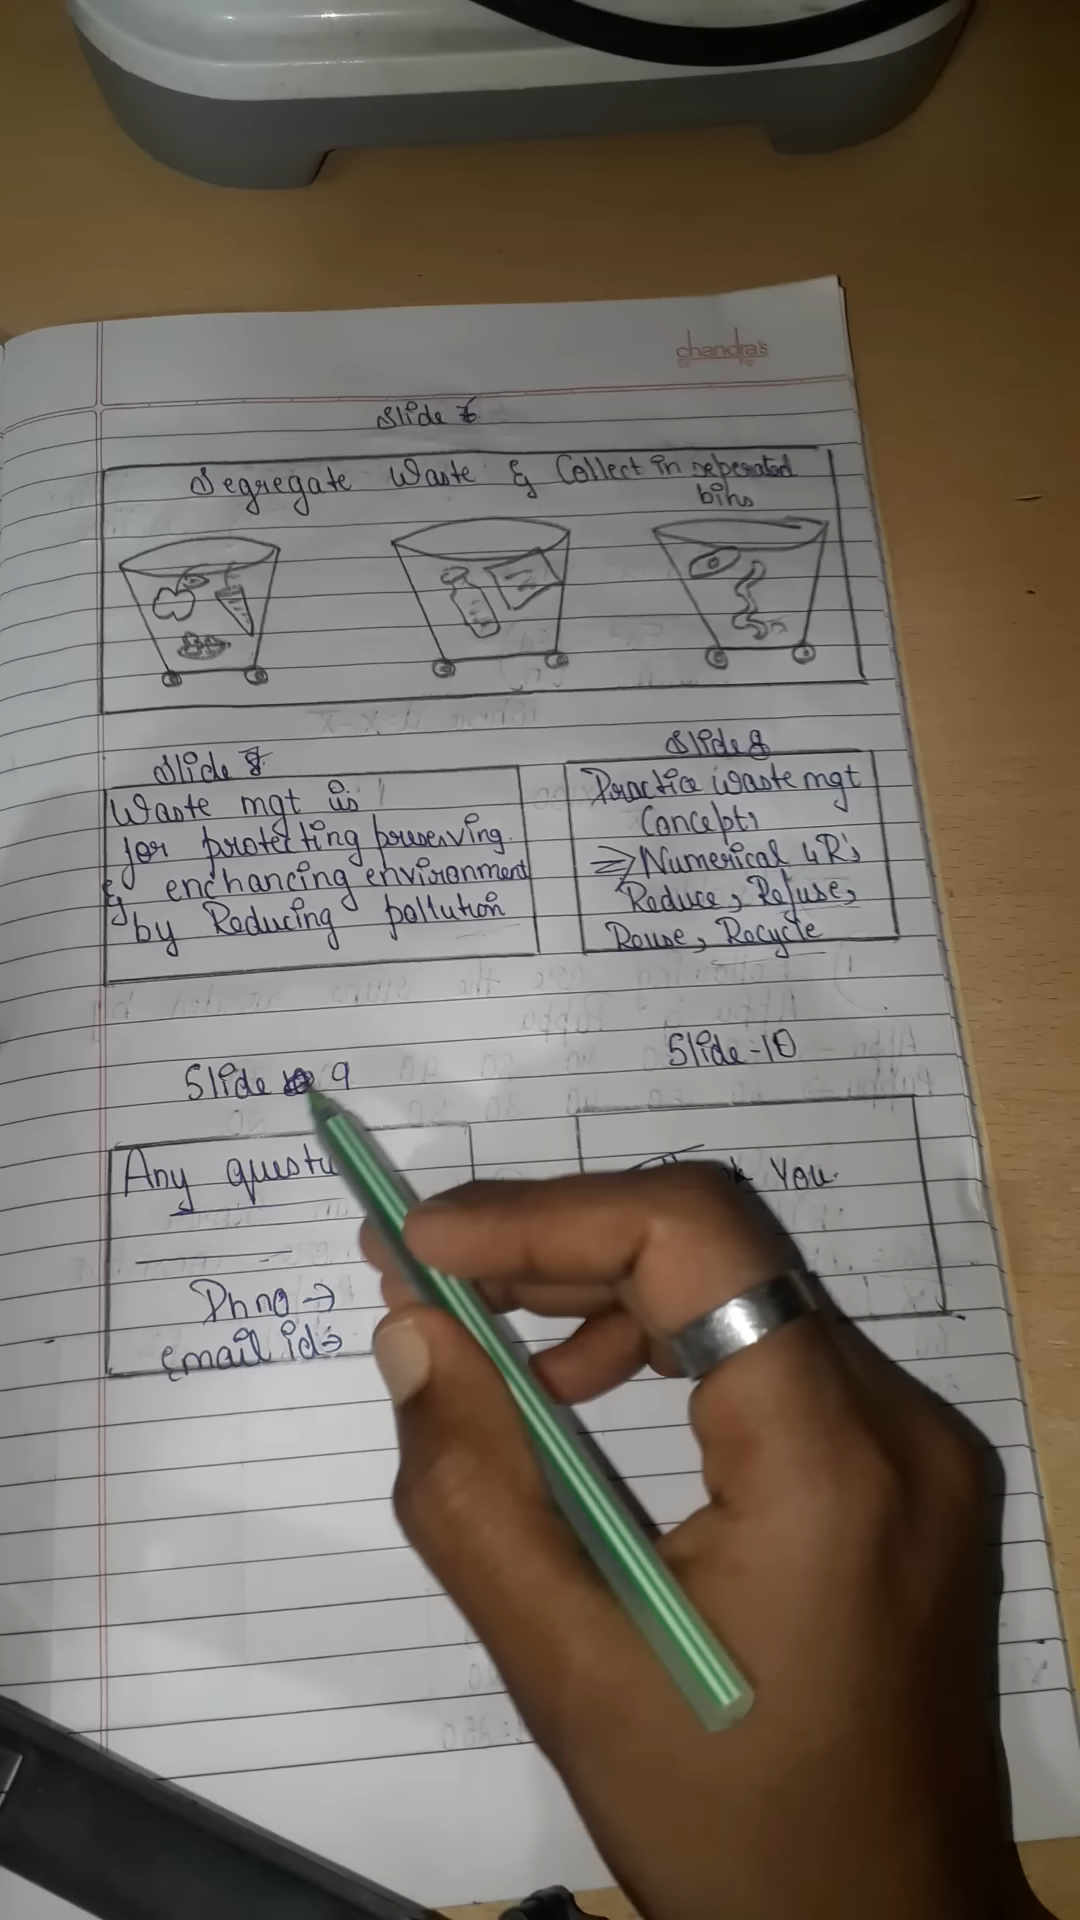 chandra's
Slide 6
Segregate Waste & Collect in seperated
bins
Slide 7
Waste mgt is
for protecting preserving
& enchancing environment
by Reducing pollution
Slide 8
Practice waste mgt
Concepts
⇒ Numerical 4R's
Reduce, Refuse,
Reuse, Recycle
Slide 9
Any
Ph no →
Email id →
Slide-10
You.